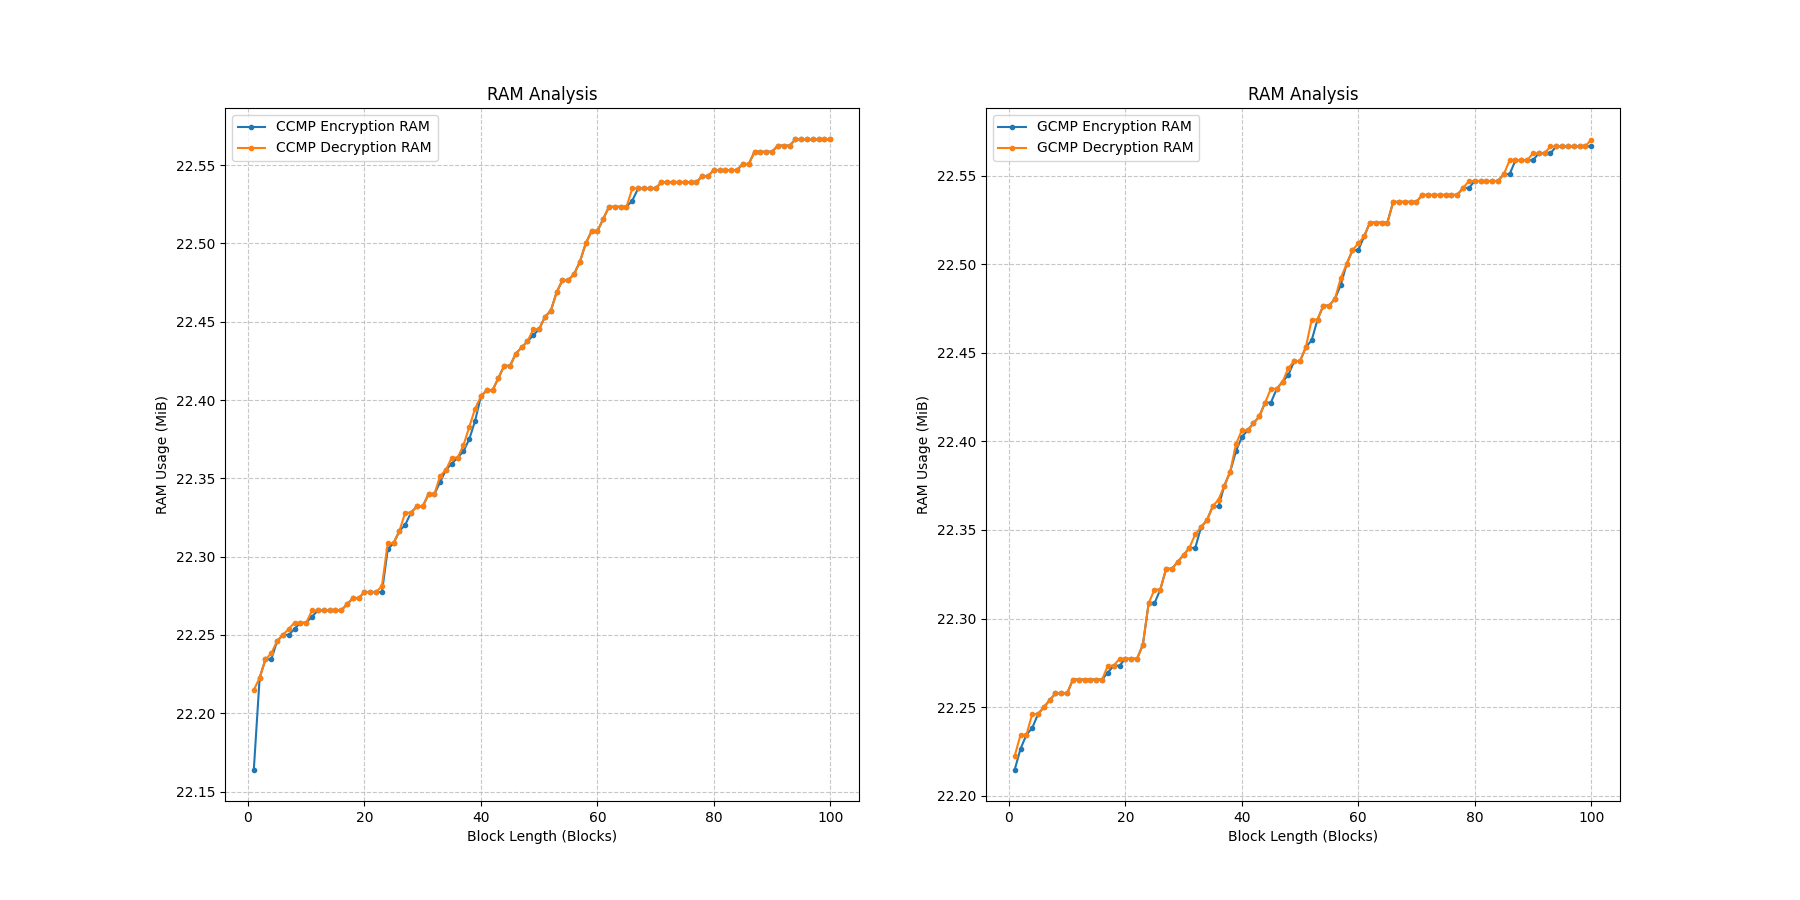 RAM Analysis
CCMP Encryption RAM
CCMP Decryption RAM
22.55
22.50
22.45
22.40
22.35
22.30
22.25
22.20
22.15
RAM Usage (MiB)
0 20 40 60 80 100
Block Length (Blocks)
RAM Analysis
GCMP Encryption RAM
GCMP Decryption RAM
22.55
22.50
22.45
22.40
22.35
22.30
22.25
22.20
RAM Usage (MiB)
0 20 40 60 80 100
Block Length (Blocks)